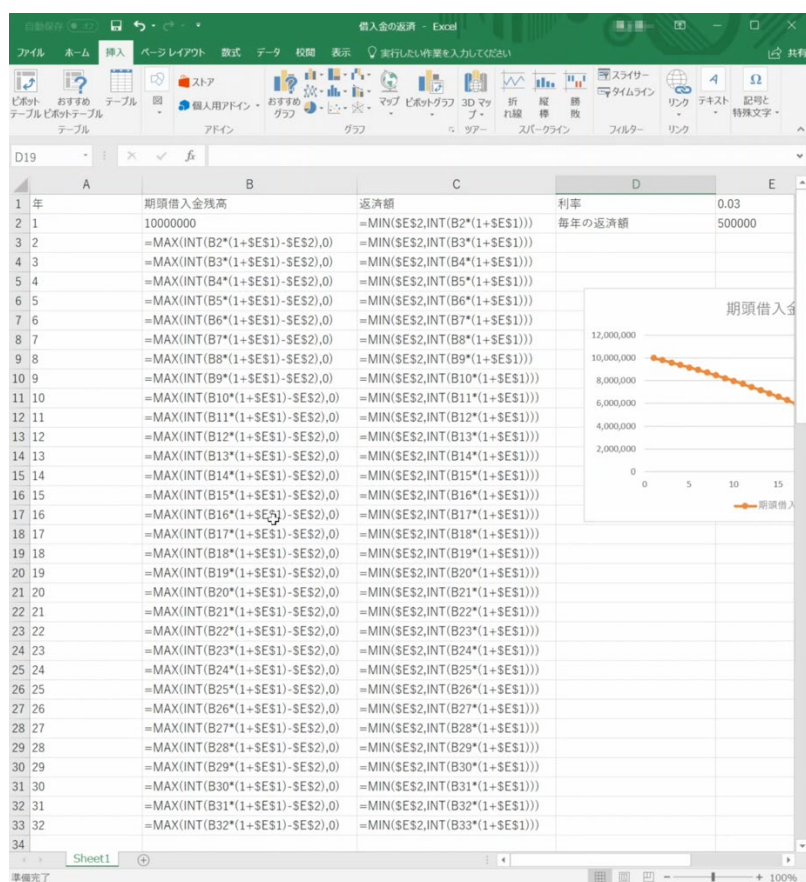 自動保存 オフ 借入金の返済 - Excel
ファイル ホーム 挿入 ページ レイアウト 数式 データ 校閲 表示 実行したい作業を入力してください 共有
ピボットテーブル おすすめピボットテーブル テーブル 図 ストア 個人用アドイン おすすめグラフ マップ ピボットグラフ 3D マップ 折れ線 縦棒 勝敗 スライサー タイムライン リンク テキスト 記号と特殊文字
テーブル アドイン グラフ ツアー スパークライン フィルター リンク
D19 fx
A B C D E
1 年 期頭借入金残高 返済額 利率 0.03
2 1 10000000 =MIN($E$2,INT(B2*(1+$E$1))) 毎年の返済額 500000
3 2 =MAX(INT(B2*(1+$E$1)-$E$2),0) =MIN($E$2,INT(B3*(1+$E$1)))
4 3 =MAX(INT(B3*(1+$E$1)-$E$2),0) =MIN($E$2,INT(B4*(1+$E$1)))
5 4 =MAX(INT(B4*(1+$E$1)-$E$2),0) =MIN($E$2,INT(B5*(1+$E$1)))
6 5 =MAX(INT(B5*(1+$E$1)-$E$2),0) =MIN($E$2,INT(B6*(1+$E$1)))
7 6 =MAX(INT(B6*(1+$E$1)-$E$2),0) =MIN($E$2,INT(B7*(1+$E$1)))
8 7 =MAX(INT(B7*(1+$E$1)-$E$2),0) =MIN($E$2,INT(B8*(1+$E$1)))
9 8 =MAX(INT(B8*(1+$E$1)-$E$2),0) =MIN($E$2,INT(B9*(1+$E$1)))
10 9 =MAX(INT(B9*(1+$E$1)-$E$2),0) =MIN($E$2,INT(B10*(1+$E$1)))
11 10 =MAX(INT(B10*(1+$E$1)-$E$2),0) =MIN($E$2,INT(B11*(1+$E$1)))
12 11 =MAX(INT(B11*(1+$E$1)-$E$2),0) =MIN($E$2,INT(B12*(1+$E$1)))
13 12 =MAX(INT(B12*(1+$E$1)-$E$2),0) =MIN($E$2,INT(B13*(1+$E$1)))
14 13 =MAX(INT(B13*(1+$E$1)-$E$2),0) =MIN($E$2,INT(B14*(1+$E$1)))
15 14 =MAX(INT(B14*(1+$E$1)-$E$2),0) =MIN($E$2,INT(B15*(1+$E$1)))
16 15 =MAX(INT(B15*(1+$E$1)-$E$2),0) =MIN($E$2,INT(B16*(1+$E$1)))
17 16 =MAX(INT(B16*(1+$E$1)-$E$2),0) =MIN($E$2,INT(B17*(1+$E$1)))
18 17 =MAX(INT(B17*(1+$E$1)-$E$2),0) =MIN($E$2,INT(B18*(1+$E$1)))
19 18 =MAX(INT(B18*(1+$E$1)-$E$2),0) =MIN($E$2,INT(B19*(1+$E$1)))
20 19 =MAX(INT(B19*(1+$E$1)-$E$2),0) =MIN($E$2,INT(B20*(1+$E$1)))
21 20 =MAX(INT(B20*(1+$E$1)-$E$2),0) =MIN($E$2,INT(B21*(1+$E$1)))
22 21 =MAX(INT(B21*(1+$E$1)-$E$2),0) =MIN($E$2,INT(B22*(1+$E$1)))
23 22 =MAX(INT(B22*(1+$E$1)-$E$2),0) =MIN($E$2,INT(B23*(1+$E$1)))
24 23 =MAX(INT(B23*(1+$E$1)-$E$2),0) =MIN($E$2,INT(B24*(1+$E$1)))
25 24 =MAX(INT(B24*(1+$E$1)-$E$2),0) =MIN($E$2,INT(B25*(1+$E$1)))
26 25 =MAX(INT(B25*(1+$E$1)-$E$2),0) =MIN($E$2,INT(B26*(1+$E$1)))
27 26 =MAX(INT(B26*(1+$E$1)-$E$2),0) =MIN($E$2,INT(B27*(1+$E$1)))
28 27 =MAX(INT(B27*(1+$E$1)-$E$2),0) =MIN($E$2,INT(B28*(1+$E$1)))
29 28 =MAX(INT(B28*(1+$E$1)-$E$2),0) =MIN($E$2,INT(B29*(1+$E$1)))
30 29 =MAX(INT(B29*(1+$E$1)-$E$2),0) =MIN($E$2,INT(B30*(1+$E$1)))
31 30 =MAX(INT(B30*(1+$E$1)-$E$2),0) =MIN($E$2,INT(B31*(1+$E$1)))
32 31 =MAX(INT(B31*(1+$E$1)-$E$2),0) =MIN($E$2,INT(B32*(1+$E$1)))
33 32 =MAX(INT(B32*(1+$E$1)-$E$2),0) =MIN($E$2,INT(B33*(1+$E$1)))
34
期頭借入金
12,000,000
10,000,000
8,000,000
6,000,000
4,000,000
2,000,000
0
0 5 10 15
期頭借入
Sheet1
準備完了 100%